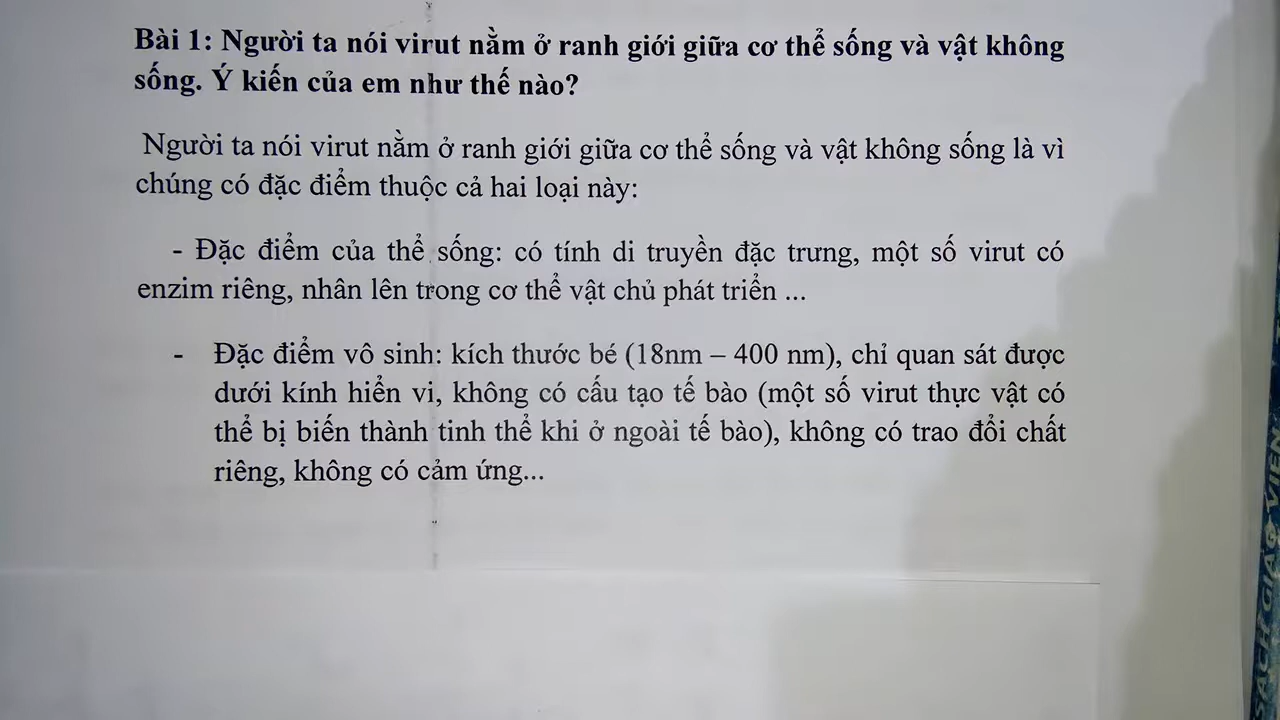 Bài 1: Người ta nói virut nằm ở ranh giới giữa cơ thể sống và vật không
sống. Ý kiến của em như thế nào?
Người ta nói virut nằm ở ranh giới giữa cơ thể sống và vật không sống là vì
chúng có đặc điểm thuộc cả hai loại này:
- Đặc điểm của thể sống: có tính di truyền đặc trưng, một số virut có
enzim riêng, nhân lên trong cơ thể vật chủ phát triển ...
- Đặc điểm vô sinh: kích thước bé (18nm – 400 nm), chỉ quan sát được
dưới kính hiển vi, không có cấu tạo tế bào (một số virut thực vật có
thể bị biến thành tinh thể khi ở ngoài tế bào), không có trao đổi chất
riêng, không có cảm ứng...
SÁCH GIÁO VIÊN